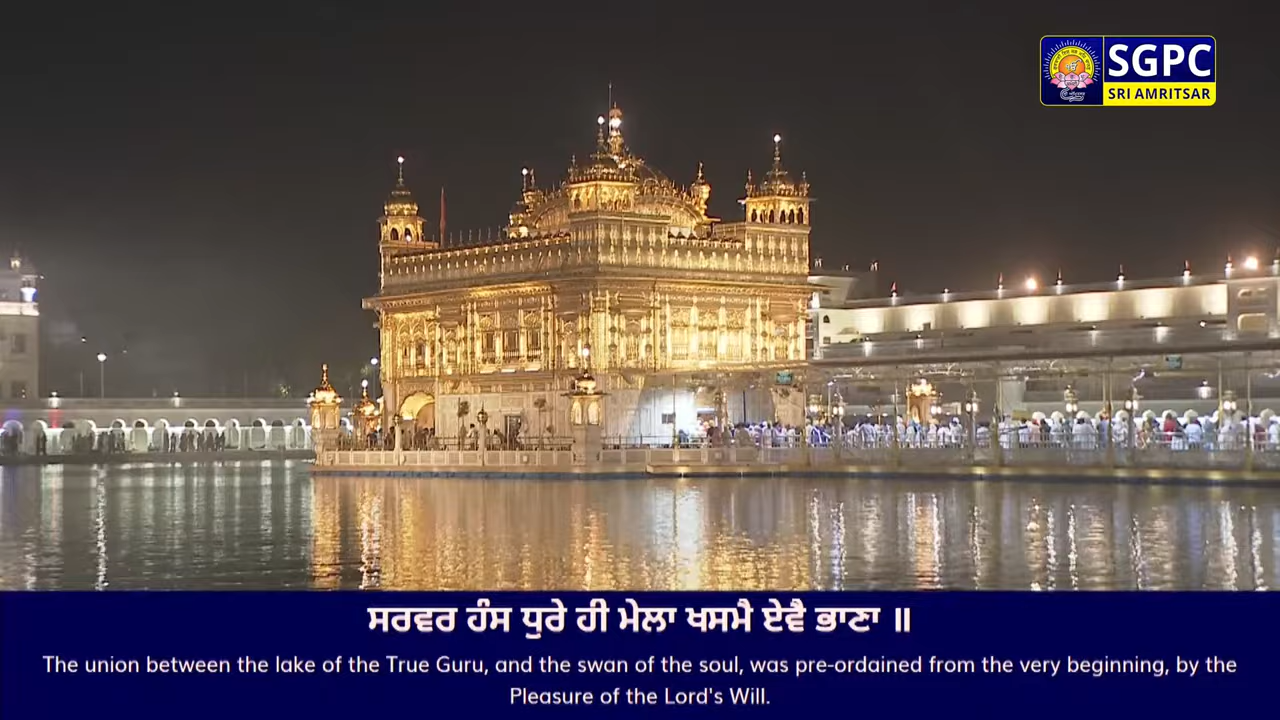 SGPC
SRI AMRITSAR
ਸਰਵਰ ਹੰਸ ਧੁਰੇ ਹੀ ਮੇਲਾ ਖਸਮੈ ਏਵੈ ਭਾਣਾ ॥
The union between the lake of the True Guru, and the swan of the soul, was pre-ordained from the very beginning, by the
Pleasure of the Lord's Will.